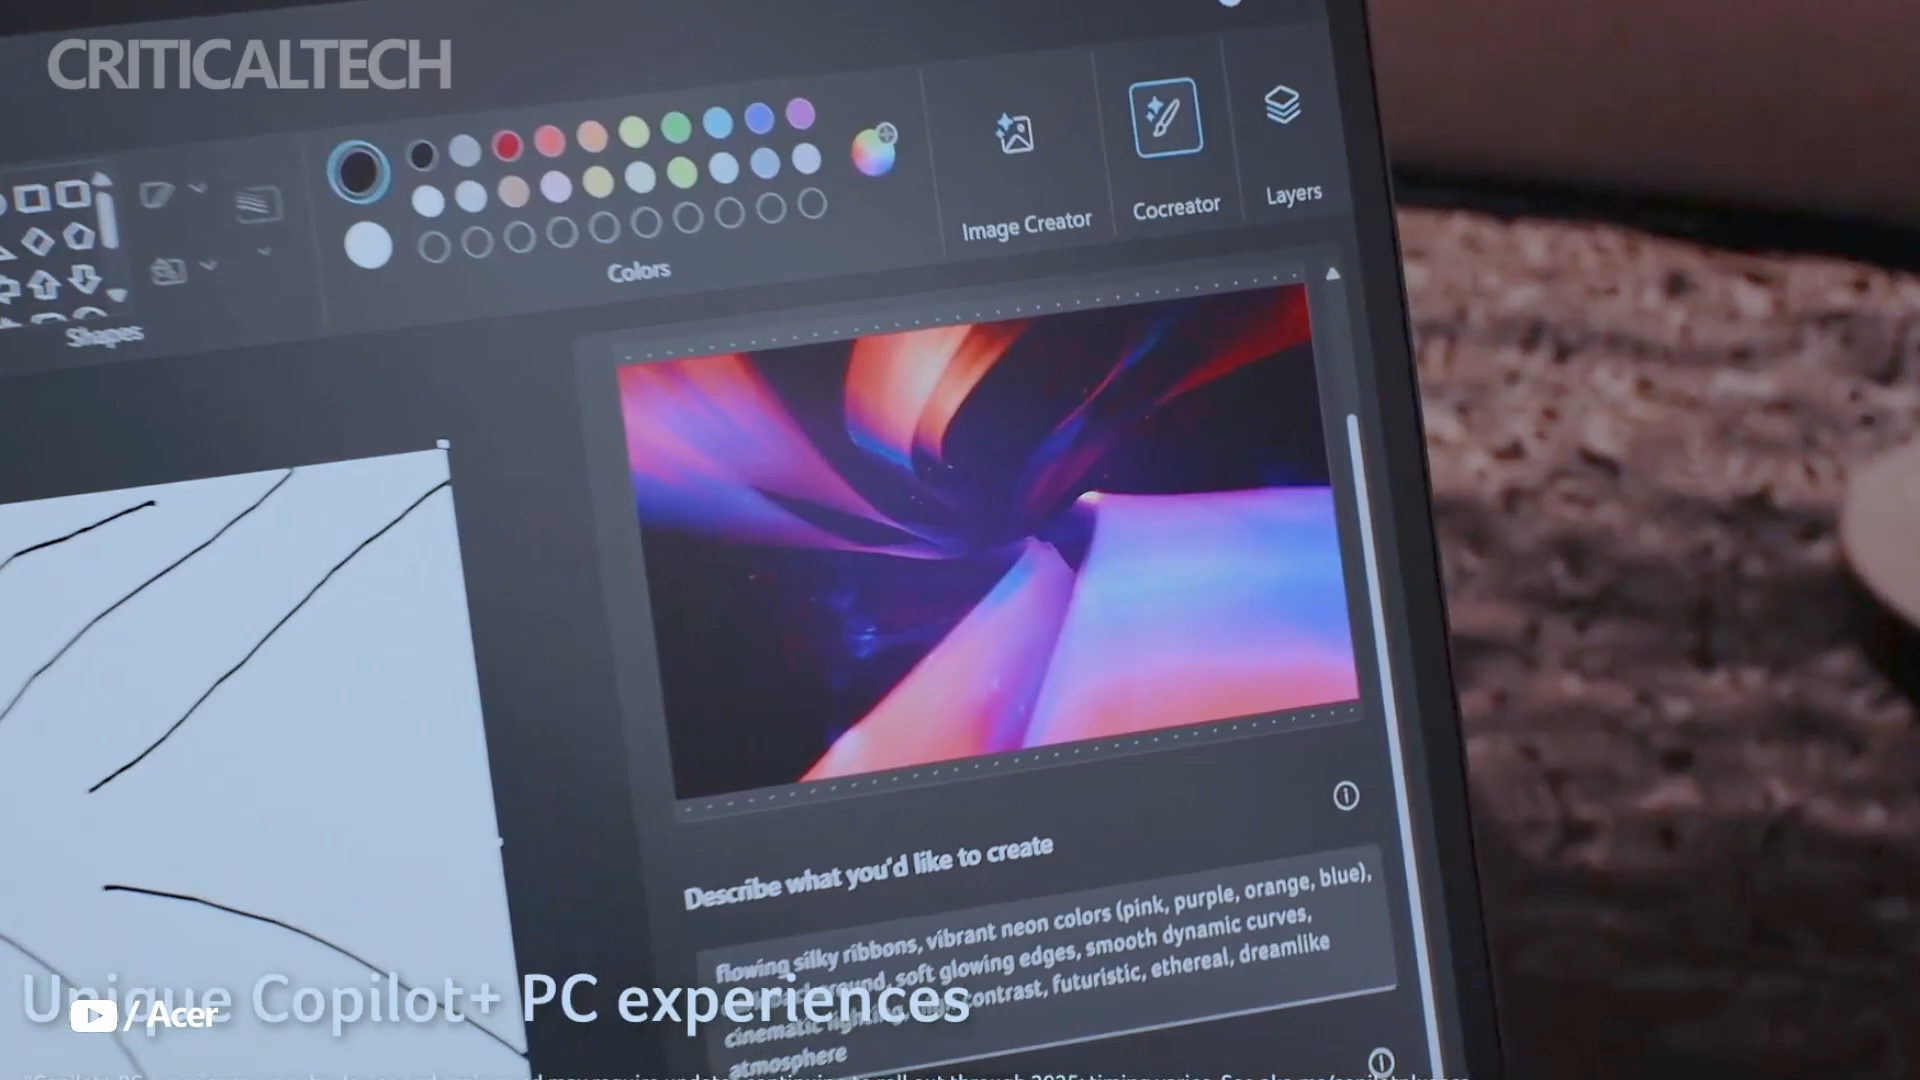 CRITICALTECH
Image Creator
Cocreator
Layers
Colors
Shapes
Describe what you'd like to create
flowing silky ribbons, vibrant neon colors (pink, purple, orange, blue),
soft glowing edges, smooth dynamic curves,
cinematic lighting, contrast, futuristic, ethereal, dreamlike
atmosphere
Unique Copilot+ PC experiences
/ Acer